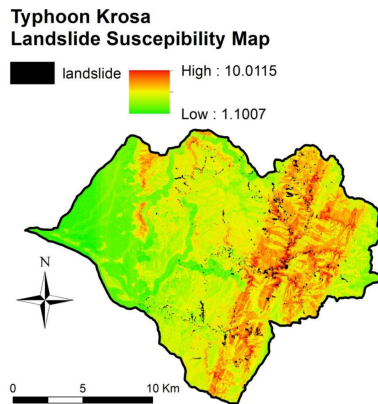 Typhoon Krosa
Landslide Suscepibility Map
landslide
High : 10.0115
Low : 1.1007
N
0 5 10 Km